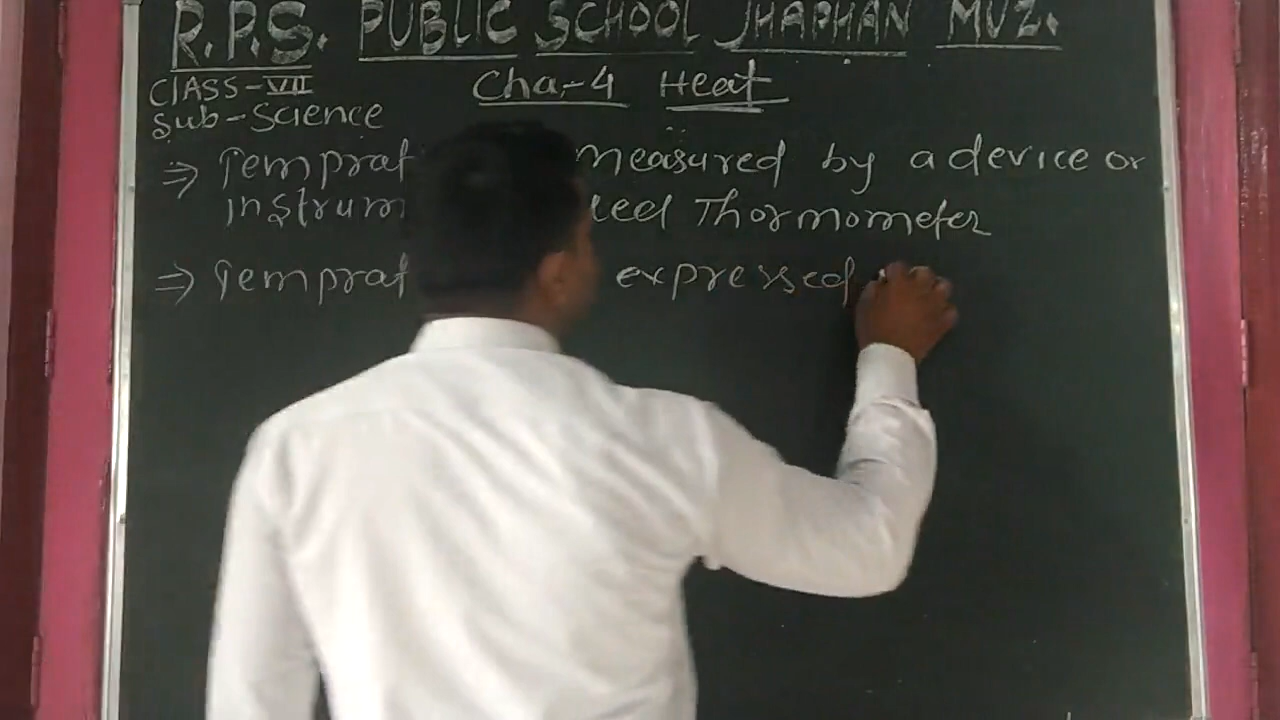 R.P.S. PUBLIC SCHOOL JHAPHAN MUZ.
CLASS-VII
Cha,-4 Heat
Sub-Science
⇒ Temprat measured by a device or
instrum Thormometer
⇒ Temprat expressed